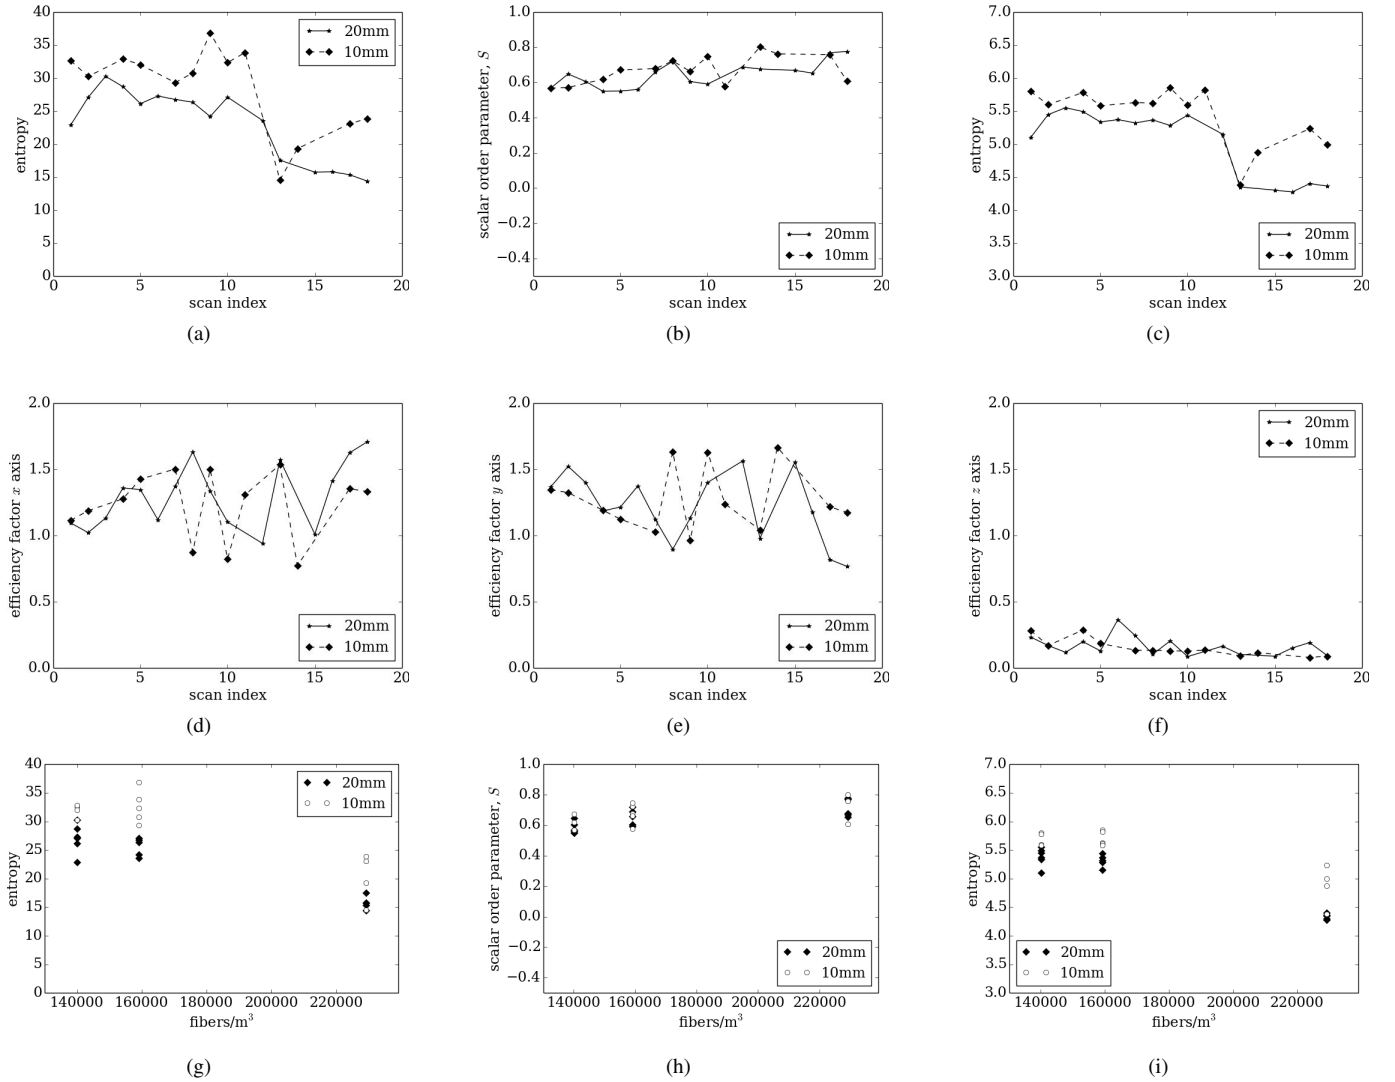 40
35
30
25
20
15
10
5
0
entropy
20mm
10mm
0 5 10 15 20
scan index
(a)
1.0
0.8
0.6
0.4
0.2
0.0
−0.2
−0.4
scalar order parameter, S
20mm
10mm
0 5 10 15 20
scan index
(b)
7.0
6.5
6.0
5.5
5.0
4.5
4.0
3.5
3.0
entropy
20mm
10mm
0 5 10 15 20
scan index
(c)
2.0
1.5
1.0
0.5
0.0
efficiency factor x axis
20mm
10mm
0 5 10 15 20
scan index
(d)
2.0
1.5
1.0
0.5
0.0
efficiency factor y axis
20mm
10mm
0 5 10 15 20
scan index
(e)
2.0
1.5
1.0
0.5
0.0
efficiency factor z axis
20mm
10mm
0 5 10 15 20
scan index
(f)
40
35
30
25
20
15
10
5
0
entropy
20mm
10mm
140000 160000 180000 200000 220000
fibers/m³
(g)
1.0
0.8
0.6
0.4
0.2
0.0
−0.2
−0.4
scalar order parameter, S
20mm
10mm
140000 160000 180000 200000 220000
fibers/m³
(h)
7.0
6.5
6.0
5.5
5.0
4.5
4.0
3.5
3.0
entropy
20mm
10mm
140000 160000 180000 200000 220000
fibers/m³
(i)